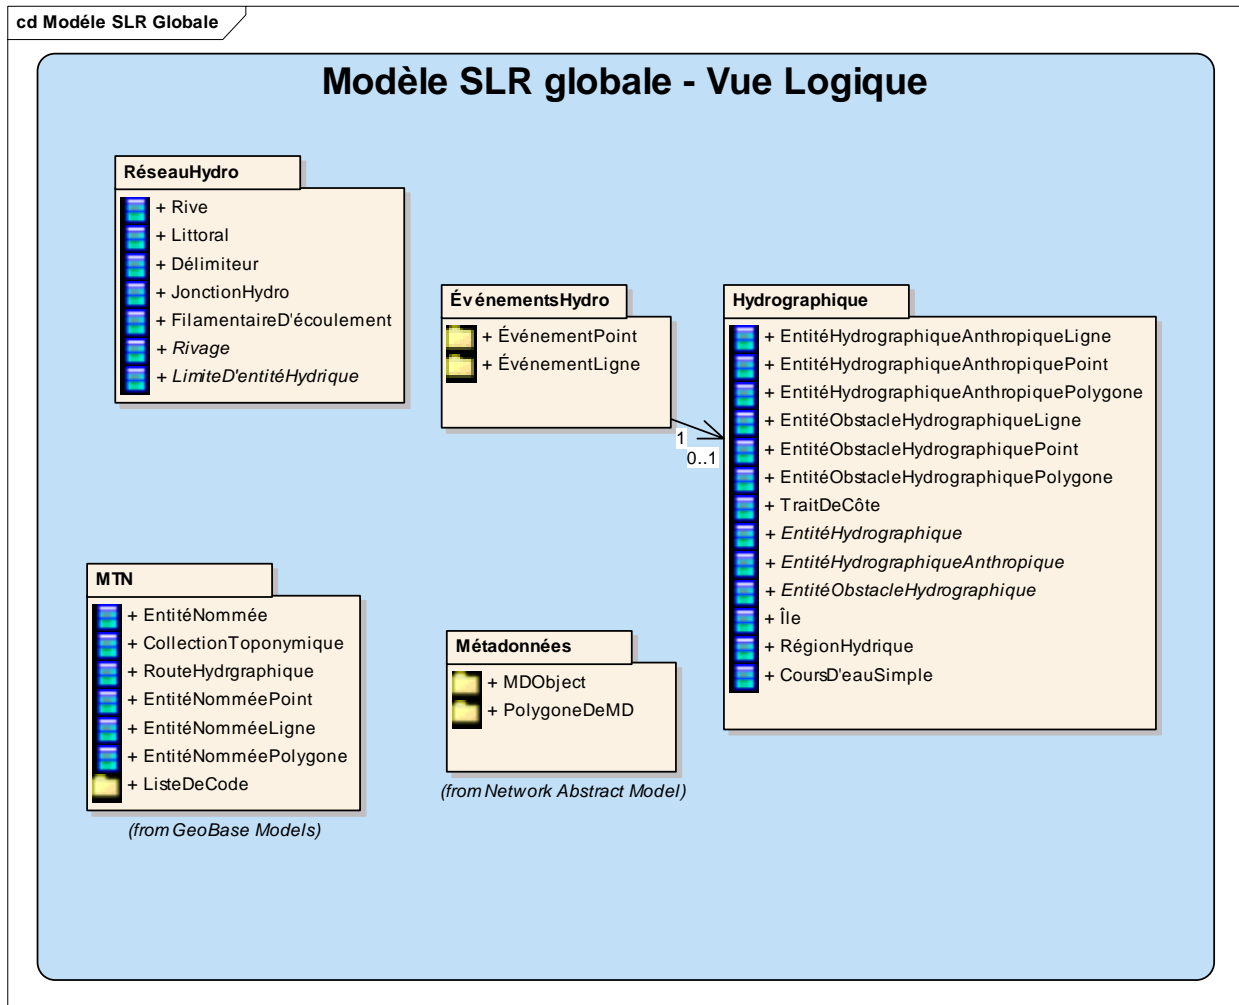 cd Modéle SLR Globale
Modèle SLR globale - Vue Logique
RéseauHydro
+ Rive
+ Littoral
+ Délimiteur
+ JonctionHydro
+ FilamentaireD'écoulement
+ Rivage
+ LimiteD'entitéHydrique
ÉvénementsHydro
+ ÉvénementPoint
+ ÉvénementLigne
1
0..1
Hydrographique
+ EntitéHydrographiqueAnthropiqueLigne
+ EntitéHydrographiqueAnthropiquePoint
+ EntitéHydrographiqueAnthropiquePolygone
+ EntitéObstacleHydrographiqueLigne
+ EntitéObstacleHydrographiquePoint
+ EntitéObstacleHydrographiquePolygone
+ TraitDeCôte
+ EntitéHydrographique
+ EntitéHydrographiqueAnthropique
+ EntitéObstacleHydrographique
+ Île
+ RégionHydrique
+ CoursD'eauSimple
MTN
+ EntitéNommée
+ CollectionToponymique
+ RouteHydrgraphique
+ EntitéNomméePoint
+ EntitéNomméeLigne
+ EntitéNomméePolygone
+ ListeDeCode
(from GeoBase Models)
Métadonnées
+ MDObject
+ PolygoneDeMD
(from Network Abstract Model)